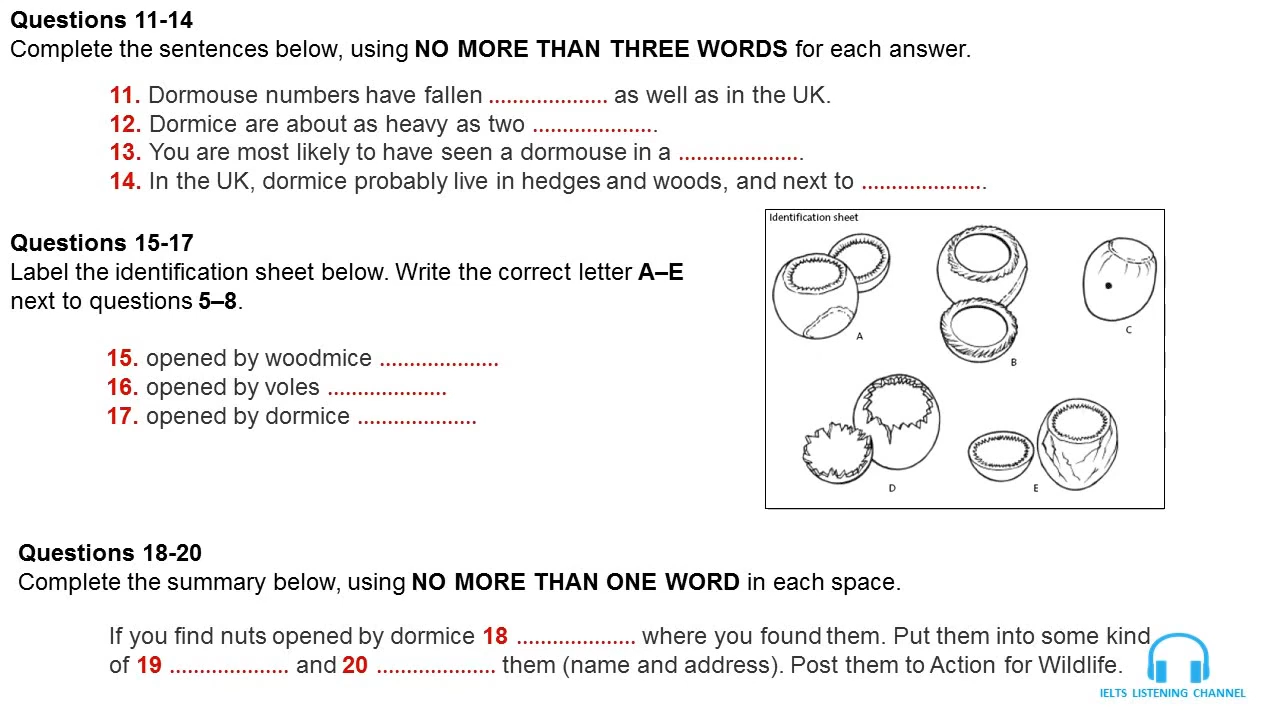 Questions 11-14
Complete the sentences below, using NO MORE THAN THREE WORDS for each answer.
11. Dormouse numbers have fallen .................... as well as in the UK.
12. Dormice are about as heavy as two .....................
13. You are most likely to have seen a dormouse in a .....................
14. In the UK, dormice probably live in hedges and woods, and next to .....................
Questions 15-17
Label the identification sheet below. Write the correct letter A–E
next to questions 5–8.
15. opened by woodmice ....................
16. opened by voles ....................
17. opened by dormice ....................
Identification sheet
A
B
C
D
E
Questions 18-20
Complete the summary below, using NO MORE THAN ONE WORD in each space.
If you find nuts opened by dormice 18 .................... where you found them. Put them into some kind
of 19 .................... and 20 .................... them (name and address). Post them to Action for Wildlife.
IELTS LISTENING CHANNEL